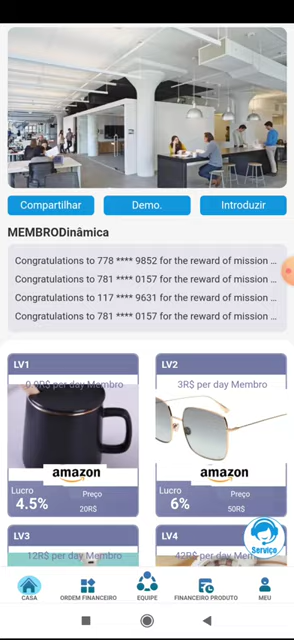 Compartilhar
Demo.
Introduzir
MEMBRODinâmica
Congratulations to 778 **** 9852 for the reward of mission ...
Congratulations to 781 **** 0157 for the reward of mission ...
Congratulations to 117 **** 9631 for the reward of mission ...
Congratulations to 781 **** 0157 for the reward of mission ...
LV1
0.0R$ per day Membro
amazon
Lucro
4.5%
Preço
20R$
LV2
3R$ per day Membro
amazon
Lucro
6%
Preço
50R$
LV3
12R$ per day Membro
LV4
42R$ per day Membro
Serviço
CASA
ORDEM FINANCEIRO
EQUIPE
FINANCEIRO PRODUTO
MEU